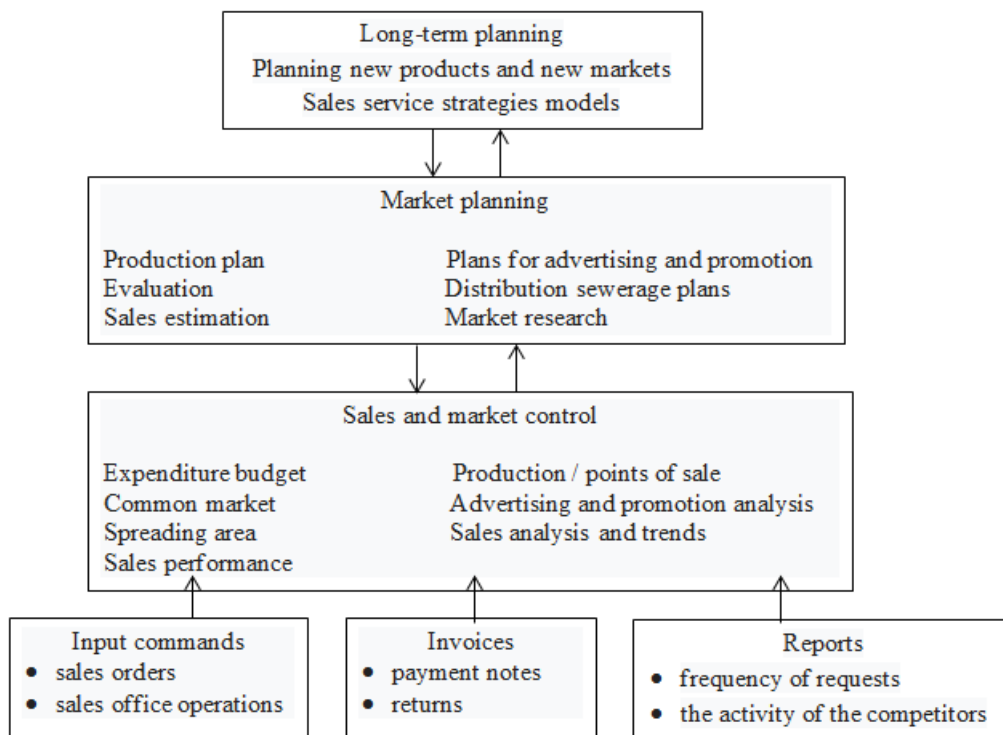 Long-term planning
Planning new products and new markets
Sales service strategies models
Market planning
Production plan
Evaluation
Sales estimation
Plans for advertising and promotion
Distribution sewerage plans
Market research
Sales and market control
Expenditure budget
Common market
Spreading area
Sales performance
Production / points of sale
Advertising and promotion analysis
Sales analysis and trends
Input commands
• sales orders
• sales office operations
Invoices
• payment notes
• returns
Reports
• frequency of requests
• the activity of the competitors